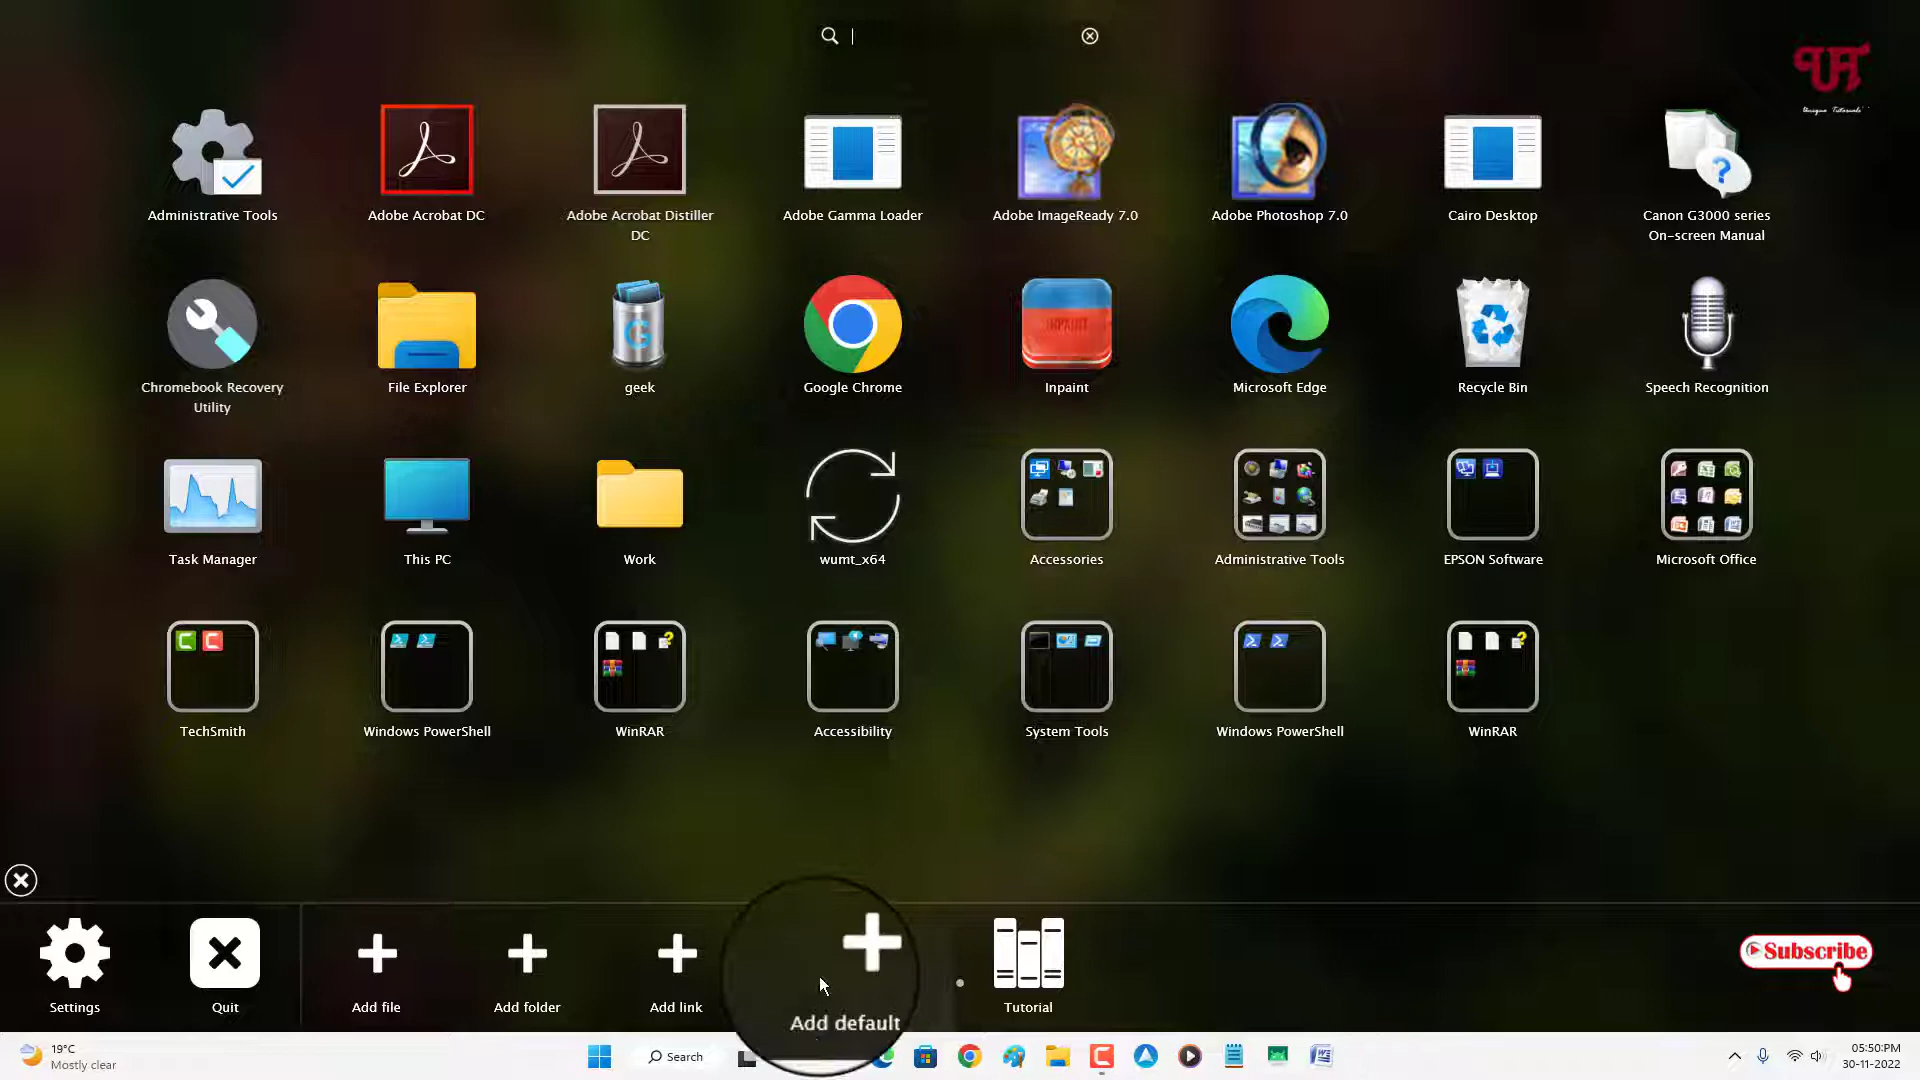 UT
Unique Tutorials
Administrative Tools
Adobe Acrobat DC
Adobe Acrobat Distiller
DC
Adobe Gamma Loader
Adobe ImageReady 7.0
Adobe Photoshop 7.0
Cairo Desktop
Canon G3000 series
On-screen Manual
Chromebook Recovery
Utility
File Explorer
geek
Google Chrome
INPAINT
Inpaint
Microsoft Edge
Recycle Bin
Speech Recognition
Task Manager
This PC
Work
wumt_x64
Accessories
Administrative Tools
EPSON Software
Microsoft Office
TechSmith
Windows PowerShell
WinRAR
Accessibility
System Tools
Windows PowerShell
WinRAR
Settings
Quit
Add file
Add folder
Add link
Add default
Tutorial
Subscribe
19°C
Mostly clear
Search
05:50:PM
30-11-2022